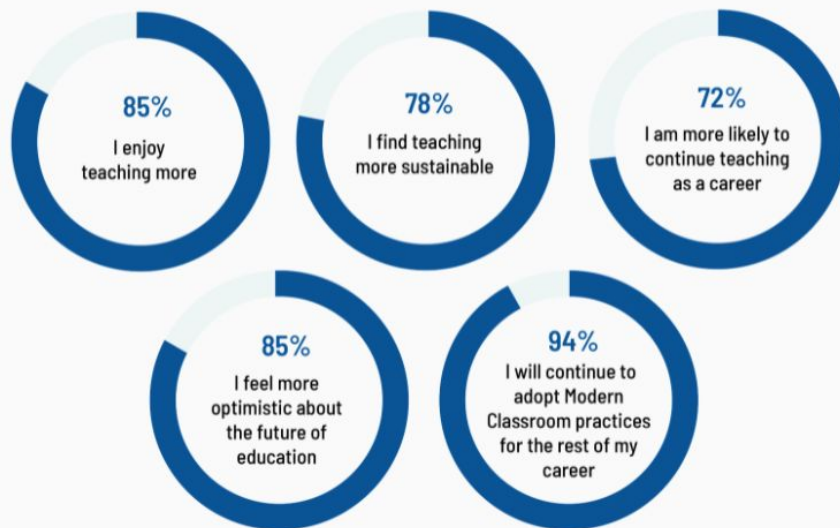 85%
I enjoy
teaching more
78%
I find teaching
more sustainable
72%
I am more likely to
continue teaching
as a career
85%
I feel more
optimistic about
the future of
education
94%
I will continue to
adopt Modern
Classroom practices
for the rest of my
career